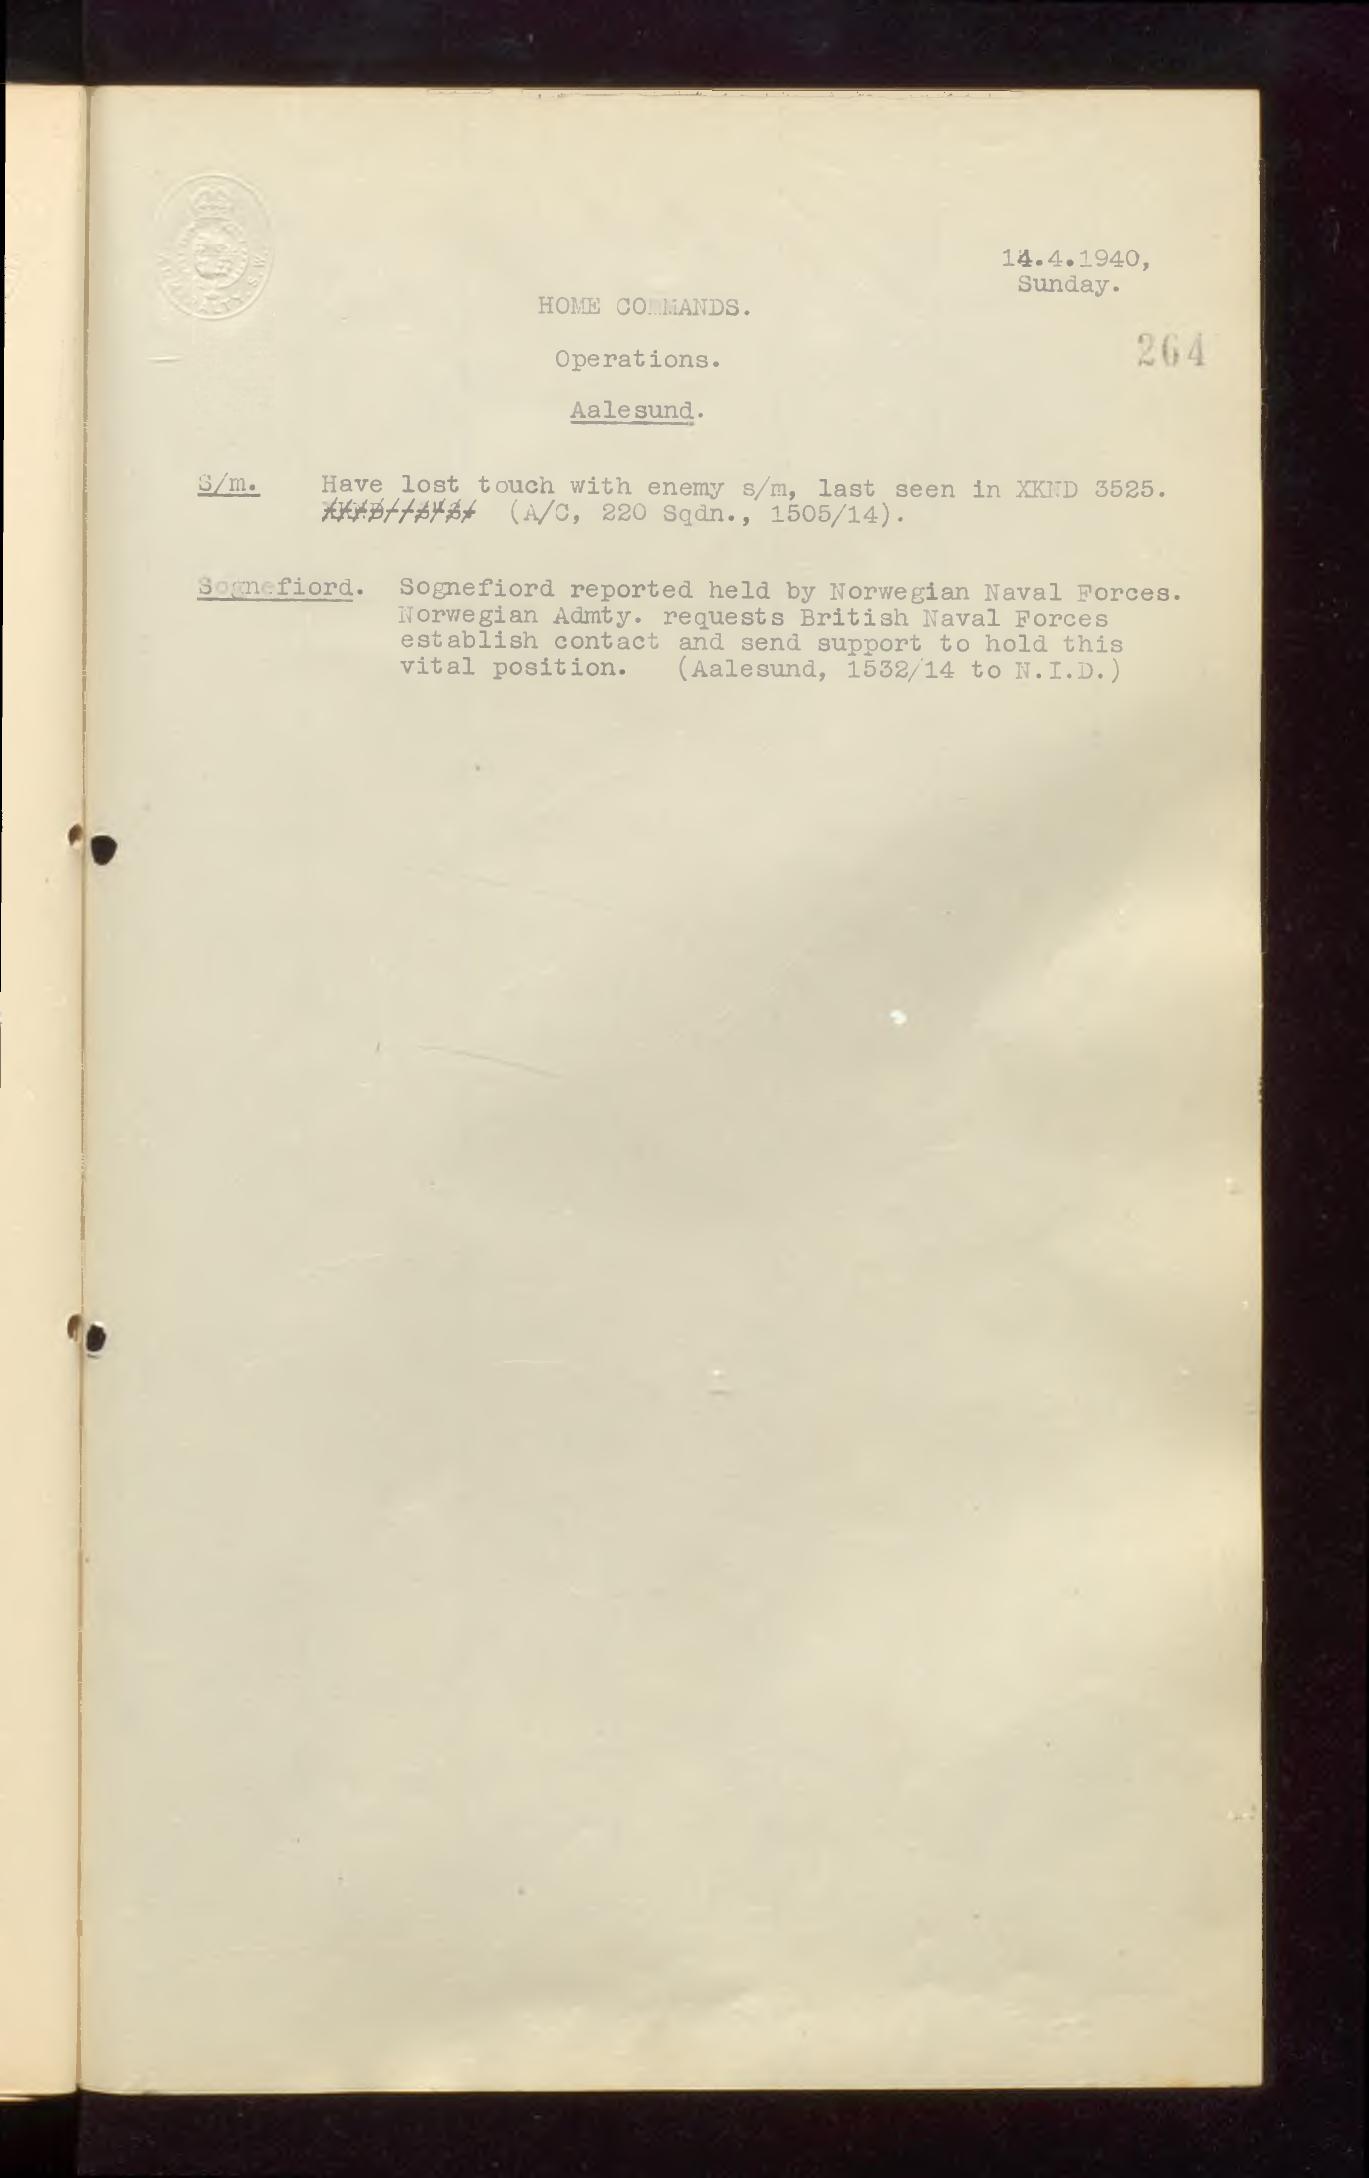 14.4.1940,
Sunday.
HOME COMMANDS.
264
Operations.
Aalesund.
S/m. Have lost touch with enemy s/m, last seen in XKND 3525.
(A/C, 220 Sqdn., 1505/14).
Sognefiord. Sognefiord reported held by Norwegian Naval Forces.
Norwegian Admty. requests British Naval Forces
establish contact and send support to hold this
vital position. (Aalesund, 1532/14 to N.I.D.)